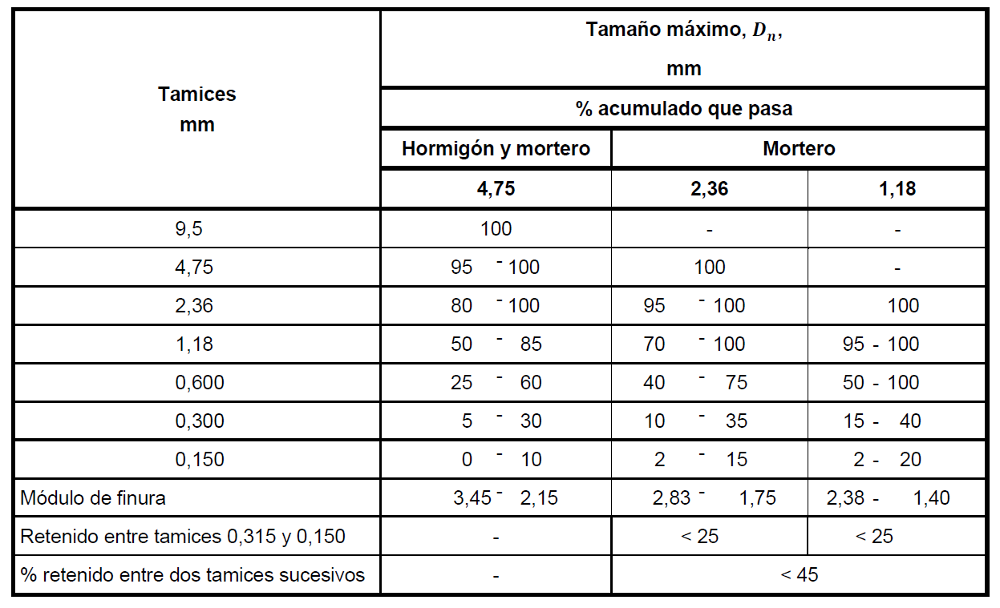 Tamaño máximo, Dₙ,
mm
Tamices
mm
% acumulado que pasa
Hormigón y mortero Mortero
4,75 2,36 1,18
9,5 100 - -
4,75 95 - 100 100 -
2,36 80 - 100 95 - 100 100
1,18 50 - 85 70 - 100 95 - 100
0,600 25 - 60 40 - 75 50 - 100
0,300 5 - 30 10 - 35 15 - 40
0,150 0 - 10 2 - 15 2 - 20
Módulo de finura 3,45 - 2,15 2,83 - 1,75 2,38 - 1,40
Retenido entre tamices 0,315 y 0,150 - < 25 < 25
% retenido entre dos tamices sucesivos - < 45